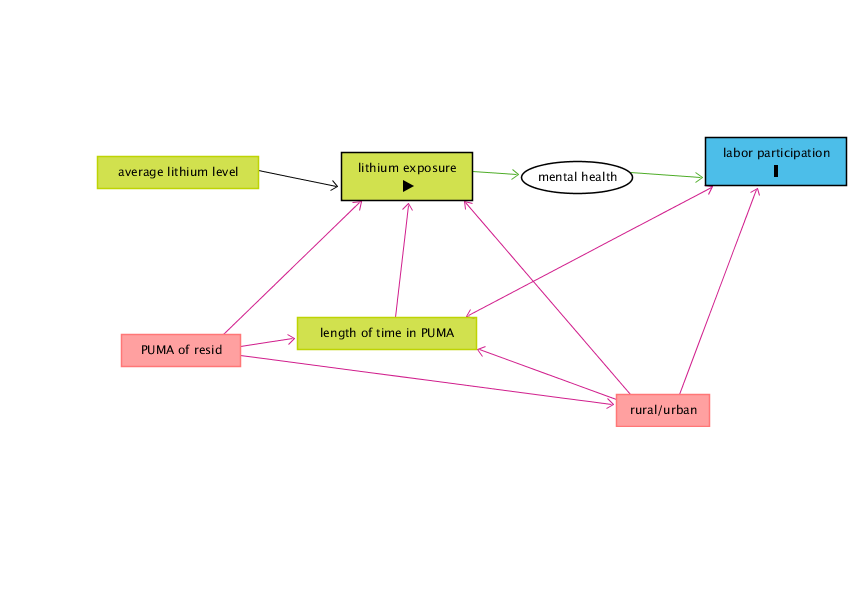 labor participation
lithium exposure
average lithium level
mental health
length of time in PUMA
PUMA of resid
rural/urban